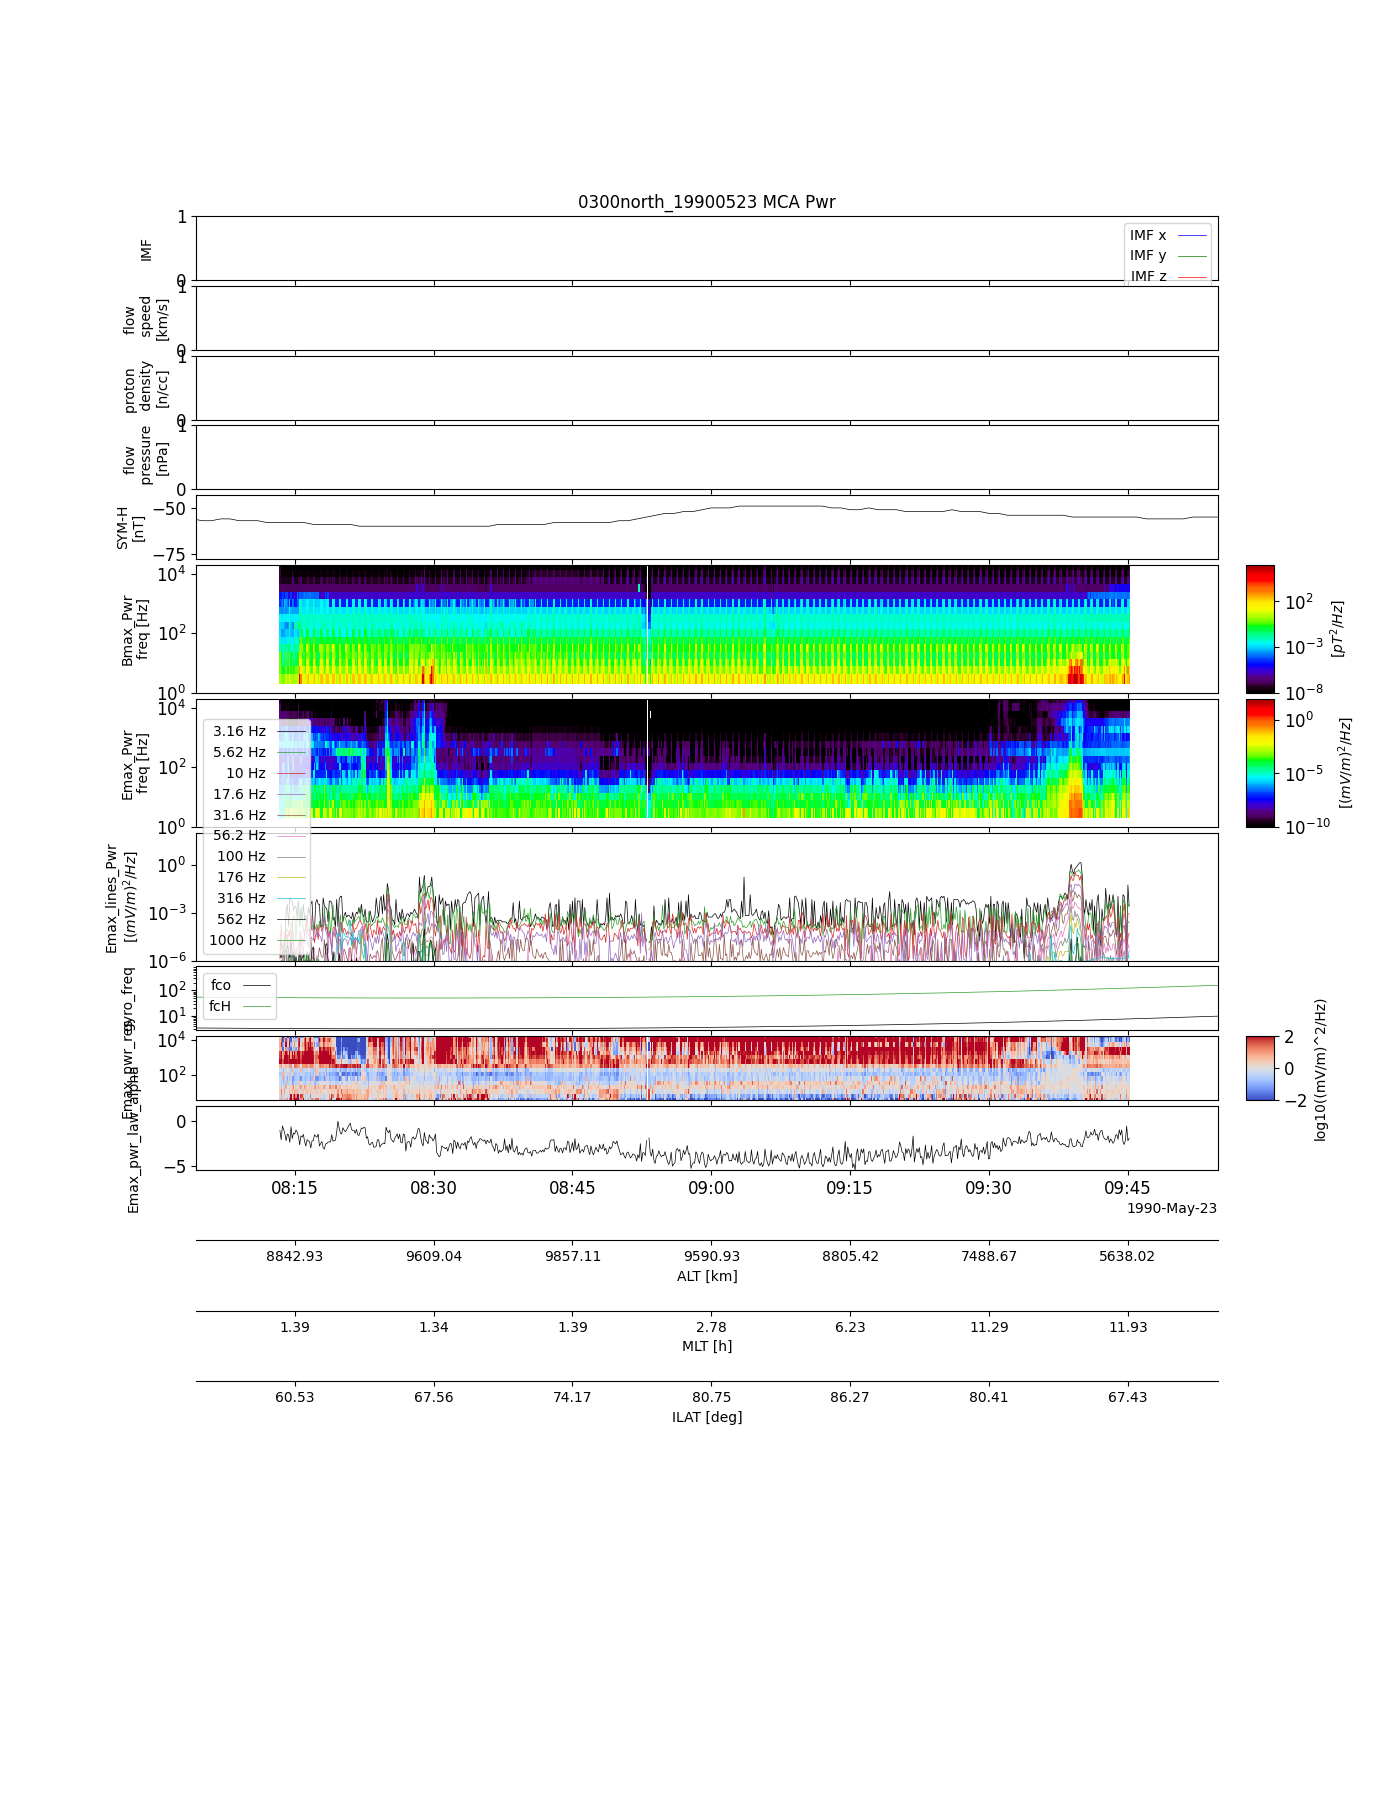 0300north_19900523 MCA Pwr
1
0
IMF
IMF x
IMF y
IMF z
1
0
flow
speed
[km/s]
1
0
proton
density
[n/cc]
1
0
flow
pressure
[nPa]
−50
−75
SYM-H
[nT]
10^4
10^2
10^0
Bmax_Pwr
freq [Hz]
10^2
10^-3
10^-8
[pT^2/Hz]
10^4
10^2
10^0
Emax_Pwr
freq [Hz]
10^0
10^-5
10^-10
[(mV/m)^2/Hz]
3.16 Hz
5.62 Hz
10 Hz
17.6 Hz
31.6 Hz
56.2 Hz
100 Hz
176 Hz
316 Hz
562 Hz
1000 Hz
10^0
10^-3
10^-6
Emax_lines_Pwr
[(mV/m)^2/Hz]
10^2
10^1
gyro_freq
fco
fcH
10^4
10^2
Emax_pwr_reg
2
0
−2
log10((mV/m)^2/Hz)
0
−5
Emax_pwr_law_alpha
08:15 08:30 08:45 09:00 09:15 09:30 09:45
1990-May-23
8842.93 9609.04 9857.11 9590.93 8805.42 7488.67 5638.02
ALT [km]
1.39 1.34 1.39 2.78 6.23 11.29 11.93
MLT [h]
60.53 67.56 74.17 80.75 86.27 80.41 67.43
ILAT [deg]